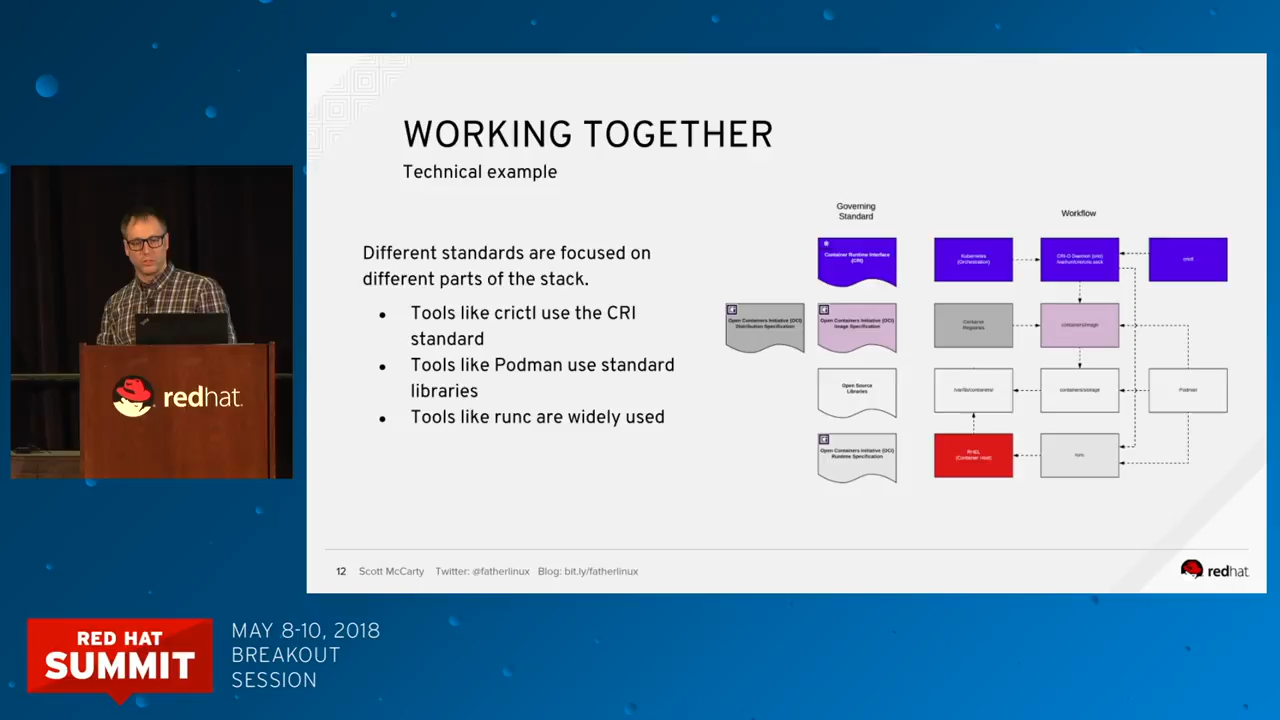 WORKING TOGETHER
Technical example
Different standards are focused on
different parts of the stack.
Tools like crictl use the CRI
standard
Tools like Podman use standard
libraries
Tools like runc are widely used
Governing
Standard
Workflow
Container Runtime Interface
(CRI)
Kubernetes
(Orchestration)
CRI-O Daemon (crio)
crictl
Open Containers Initiative (OCI)
Distribution Specification
Open Containers Initiative (OCI)
Image Specification
Container
Registries
containers/image
Open Source
Libraries
/var/lib/containers/
containers/storage
Podman
Open Containers Initiative (OCI)
Runtime Specification
RHEL
(Container Host)
runc
12 Scott McCarty Twitter: @fatherlinux Blog: bit.ly/fatherlinux
redhat.
redhat.
RED HAT
SUMMIT
MAY 8-10, 2018
BREAKOUT
SESSION